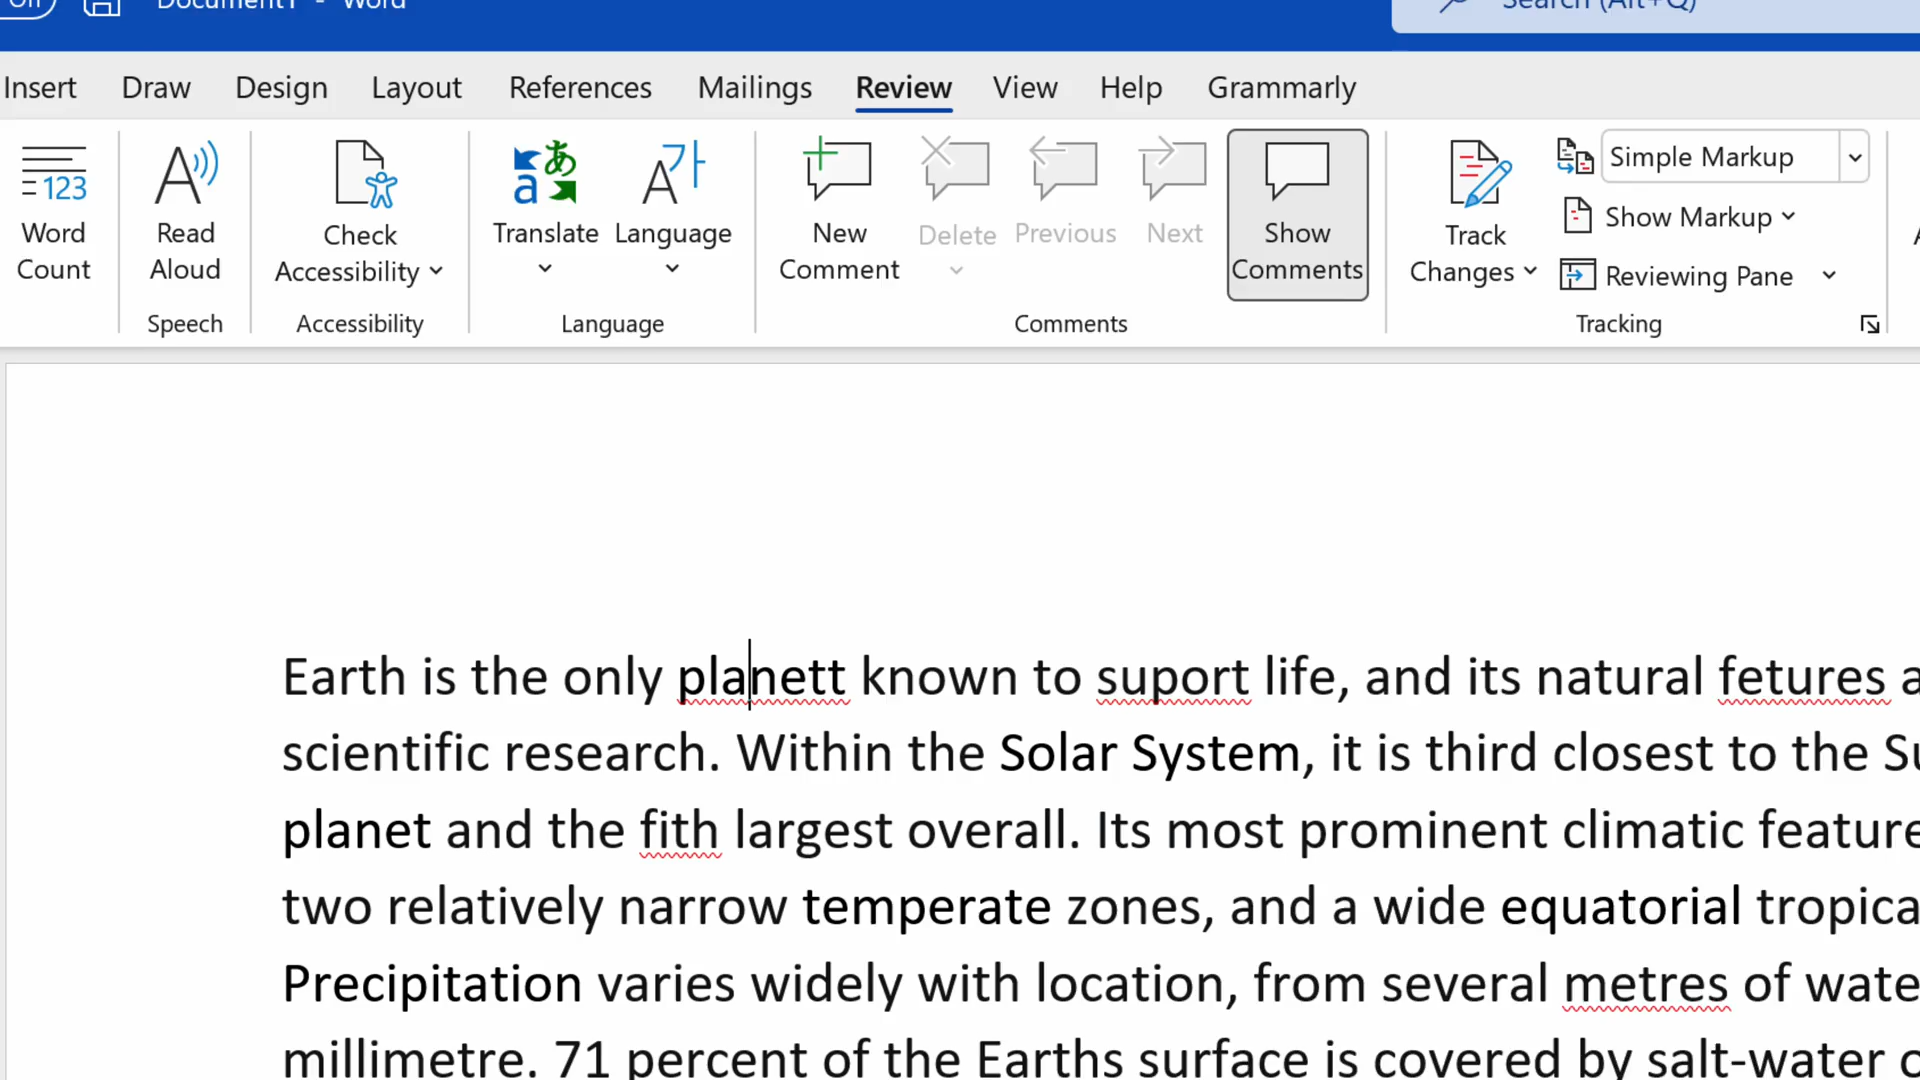 Document1 - Word
Search (Alt+Q)
Insert Draw Design Layout References Mailings Review View Help Grammarly
123
Word Count
Read Aloud
Speech
Check Accessibility
Accessibility
Translate
Language
Language
New Comment
Delete
Previous
Next
Show Comments
Comments
Track Changes
Simple Markup
Show Markup
Reviewing Pane
Tracking
Earth is the only planett known to suport life, and its natural fetures
scientific research. Within the Solar System, it is third closest to the
planet and the fith largest overall. Its most prominent climatic
two relatively narrow temperate zones, and a wide equatorial
Precipitation varies widely with location, from several metres of
millimetre. 71 percent of the Earths surface is covered by salt-water